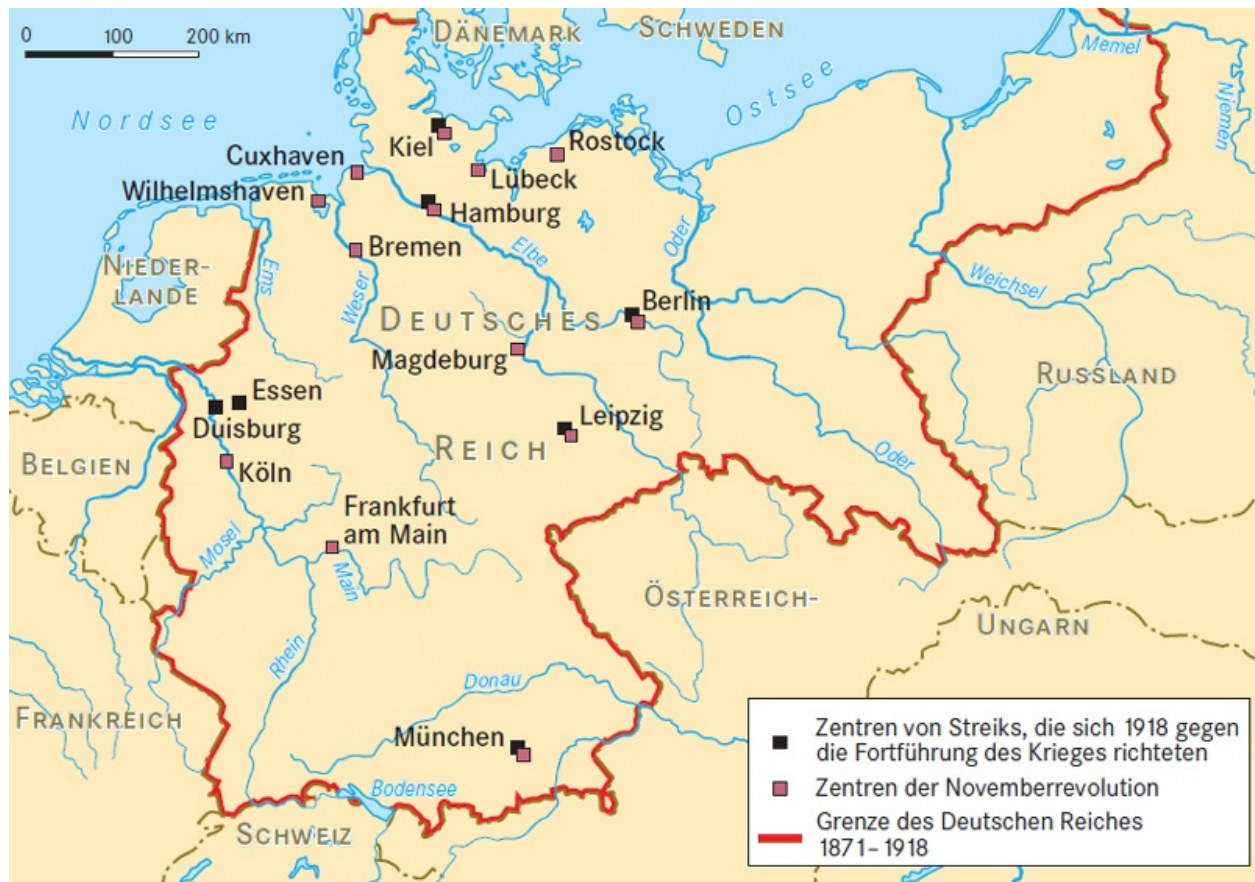 0 100 200 km
DÄNEMARK
SCHWEDEN
Memel
Njemen
Nordsee
Ostsee
Kiel
Rostock
Cuxhaven
Lübeck
Wilhelmshaven
Hamburg
Bremen
Elbe
Oder
Ems
NIEDER-
LANDE
Weser
Weichsel
Berlin
DEUTSCHES
Magdeburg
RUSSLAND
Essen
Duisburg
Leipzig
REICH
BELGIEN
Köln
Oder
Frankfurt
am Main
Mosel
Main
ÖSTERREICH-
UNGARN
Rhein
Donau
FRANKREICH
München
Bodensee
SCHWEIZ
Zentren von Streiks, die sich 1918 gegen
die Fortführung des Krieges richteten
Zentren der Novemberrevolution
Grenze des Deutschen Reiches
1871–1918